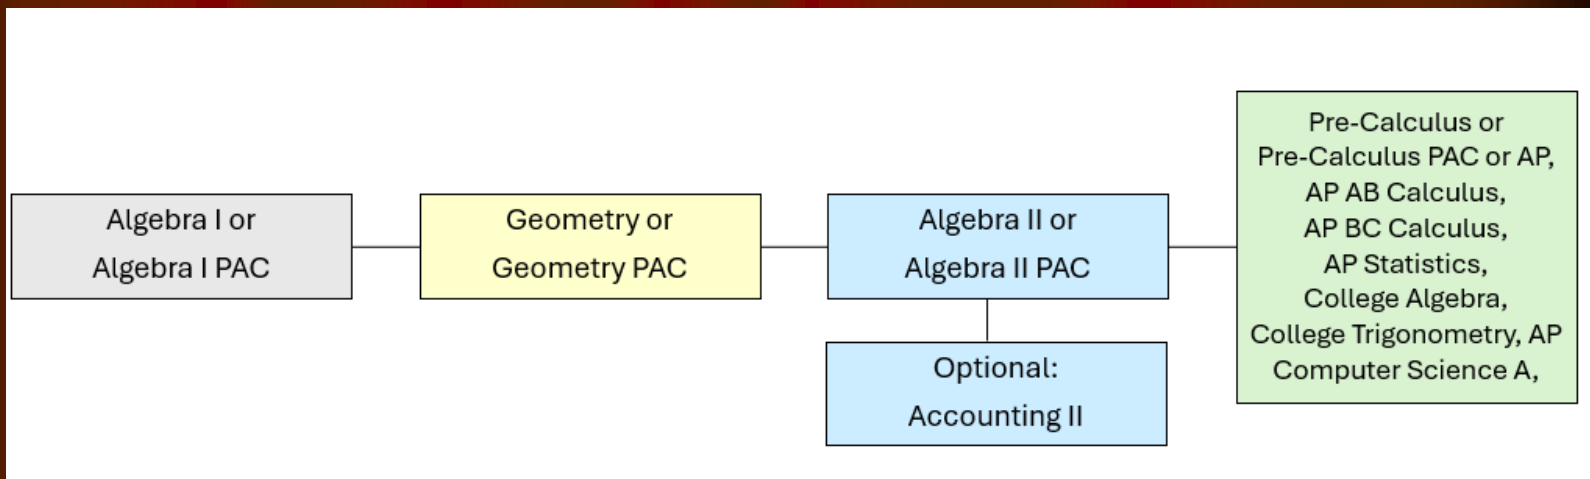 Algebra I or
Algebra I PAC
Geometry or
Geometry PAC
Algebra II or
Algebra II PAC
Optional:
Accounting II
Pre-Calculus or
Pre-Calculus PAC or AP,
AP AB Calculus,
AP BC Calculus,
AP Statistics,
College Algebra,
College Trigonometry, AP
Computer Science A,